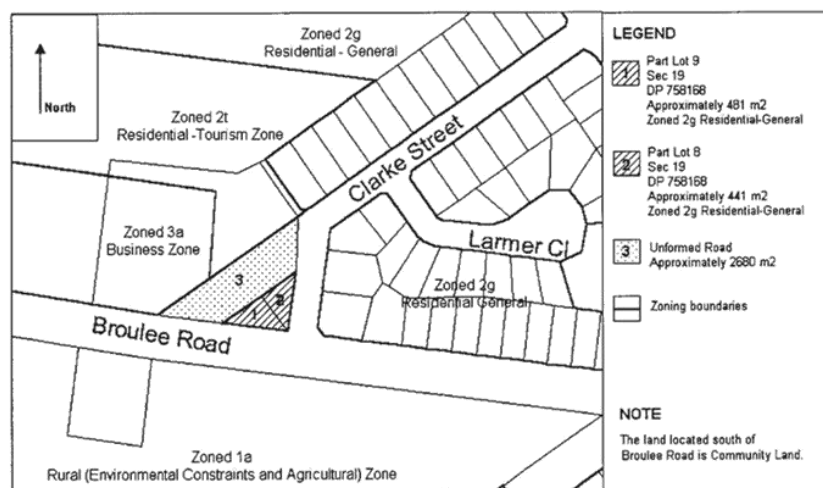 Zoned 2g
Residential - General
North
Zoned 2t
Residential -Tourism Zone
Clarke Street
Zoned 3a
Business Zone
Larmer Cl
3
Zoned 2g
Residential General
1
2
Broulee Road
Zoned 1a
Rural (Environmental Constraints and Agricultural) Zone
LEGEND
1
Part Lot 9
Sec 19
DP 758168
Approximately 481 m2
Zoned 2g Residential-General
2
Part Lot 8
Sec 19
DP 758168
Approximately 441 m2
Zoned 2g Residential-General
3
Unformed Road
Approximately 2680 m2
Zoning boundaries
NOTE
The land located south of
Broulee Road is Community Land.